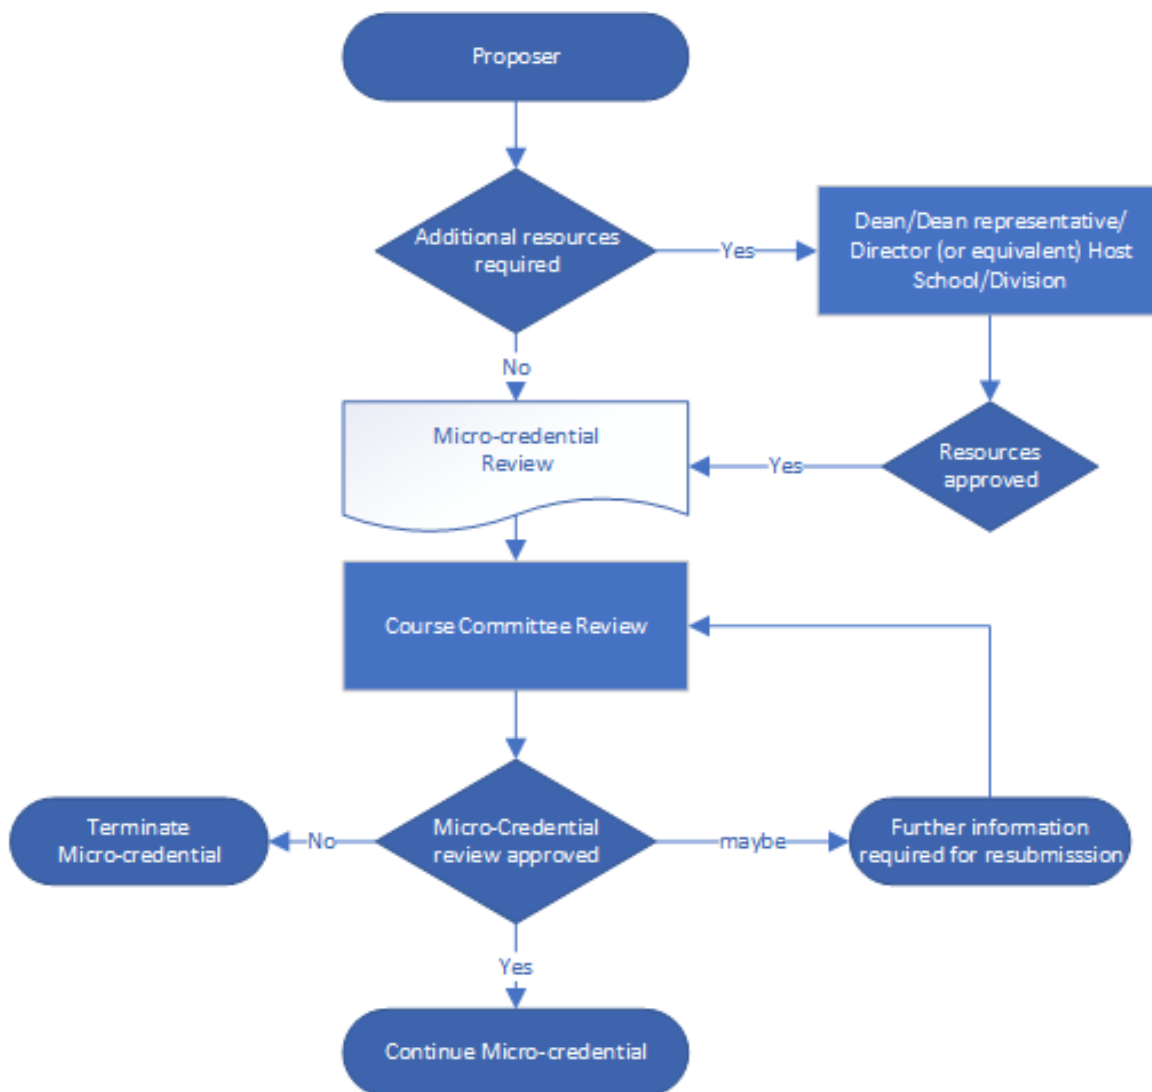 Proposer
Additional resources
required
Yes
Dean/Dean representative/
Director (or equivalent) Host
School/Division
No
Micro-credential
Review
Yes
Resources
approved
Course Committee Review
Terminate
Micro-credential
No
Micro-Credential
review approved
maybe
Further information
required for resubmisssion
Yes
Continue Micro-credential